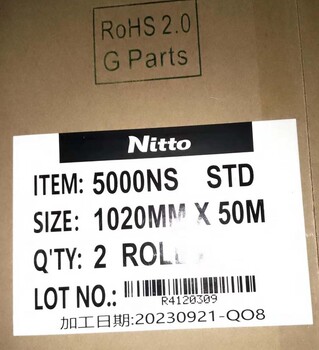 RoHS 2.0
G Parts
Nitto
ITEM: 5000NS STD
SIZE: 1020MM X 50M
Q'TY: 2
LOT NO.:
R4120309
加工日期:20230921-QO8